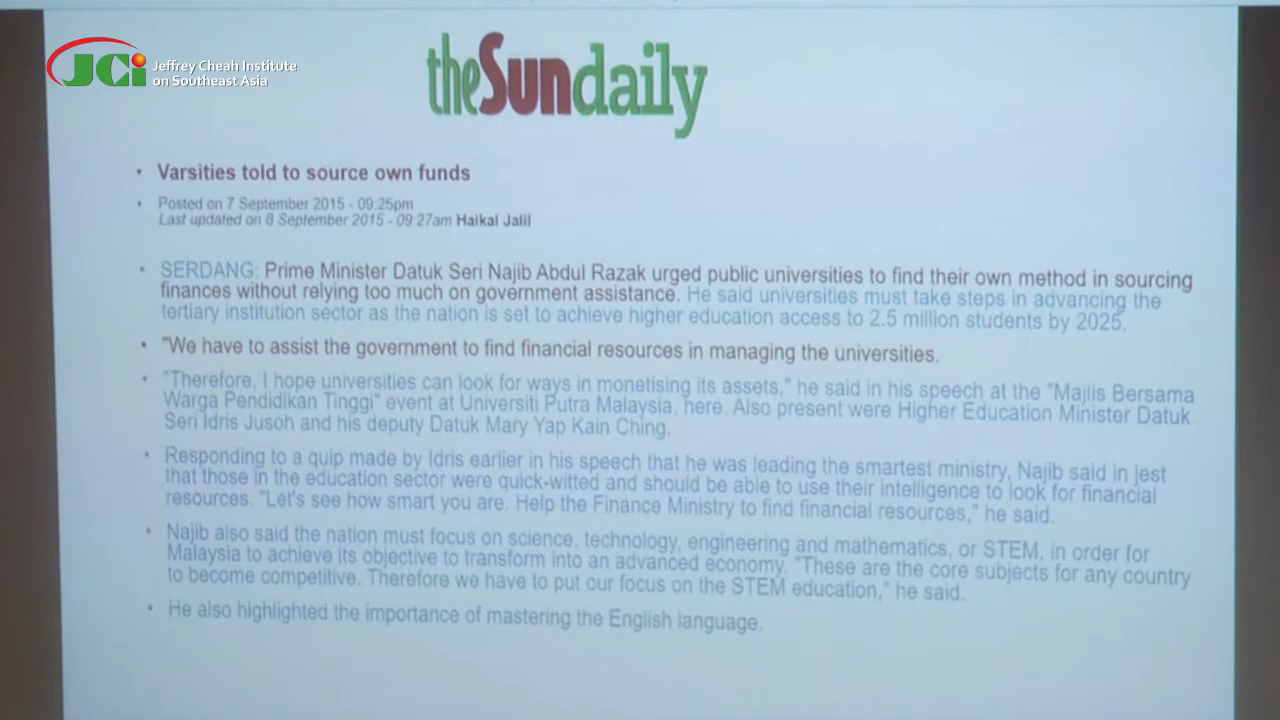 JCi Jeffrey Cheah Institute
on Southeast Asia
theSundaily
• Varsities told to source own funds
• Posted on 7 September 2015 - 09:25pm
Last updated on 8 September 2015 - 09:27am Haikal Jalil
• SERDANG: Prime Minister Datuk Seri Najib Abdul Razak urged public universities to find their own method in sourcing
finances without relying too much on government assistance. He said universities must take steps in advancing the
tertiary institution sector as the nation is set to achieve higher education access to 2.5 million students by 2025.
• "We have to assist the government to find financial resources in managing the universities.
• "Therefore, I hope universities can look for ways in monetising its assets," he said in his speech at the "Majlis Bersama
Warga Pendidikan Tinggi" event at Universiti Putra Malaysia, here. Also present were Higher Education Minister Datuk
Seri Idris Jusoh and his deputy Datuk Mary Yap Kain Ching.
• Responding to a quip made by Idris earlier in his speech that he was leading the smartest ministry, Najib said in jest
that those in the education sector were quick-witted and should be able to use their intelligence to look for financial
resources. "Let's see how smart you are. Help the Finance Ministry to find financial resources," he said.
• Najib also said the nation must focus on science, technology, engineering and mathematics, or STEM, in order for
Malaysia to achieve its objective to transform into an advanced economy. "These are the core subjects for any country
to become competitive. Therefore we have to put our focus on the STEM education," he said.
• He also highlighted the importance of mastering the English language.